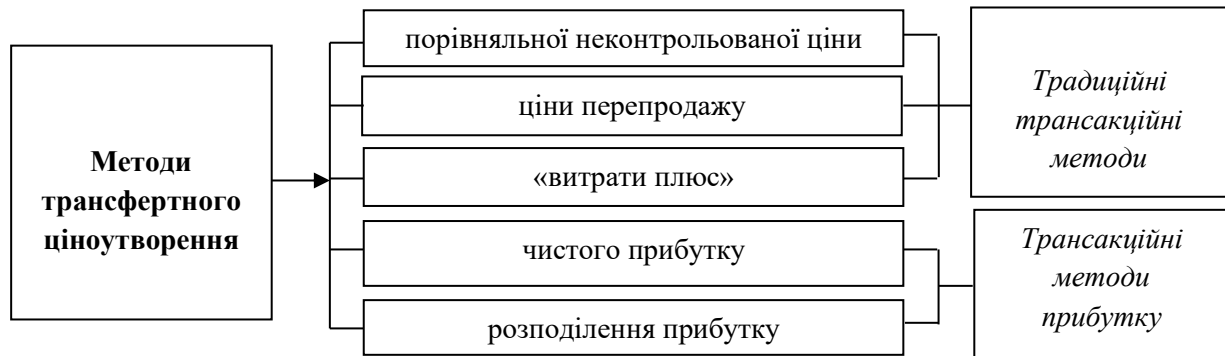 Методи
трансфертного
ціноутворення
порівняльної неконтрольованої ціни
ціни перепродажу
«витрати плюс»
чистого прибутку
розподілення прибутку
Традиційні
трансакційні
методи
Трансакційні
методи
прибутку